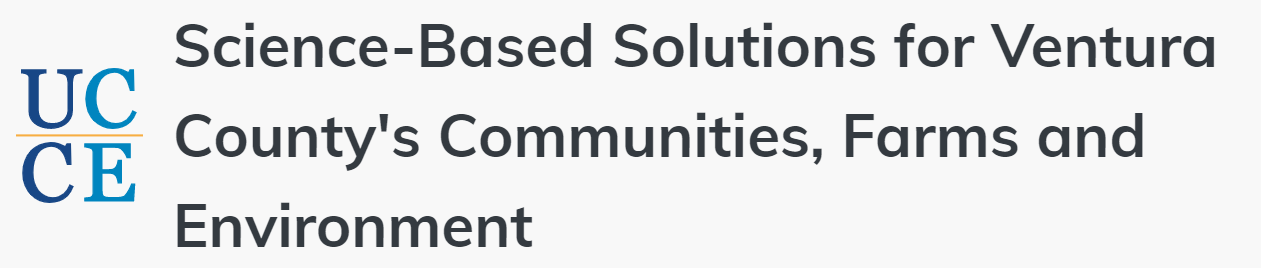 UC
CE
Science-Based Solutions for Ventura
County's Communities, Farms and
Environment